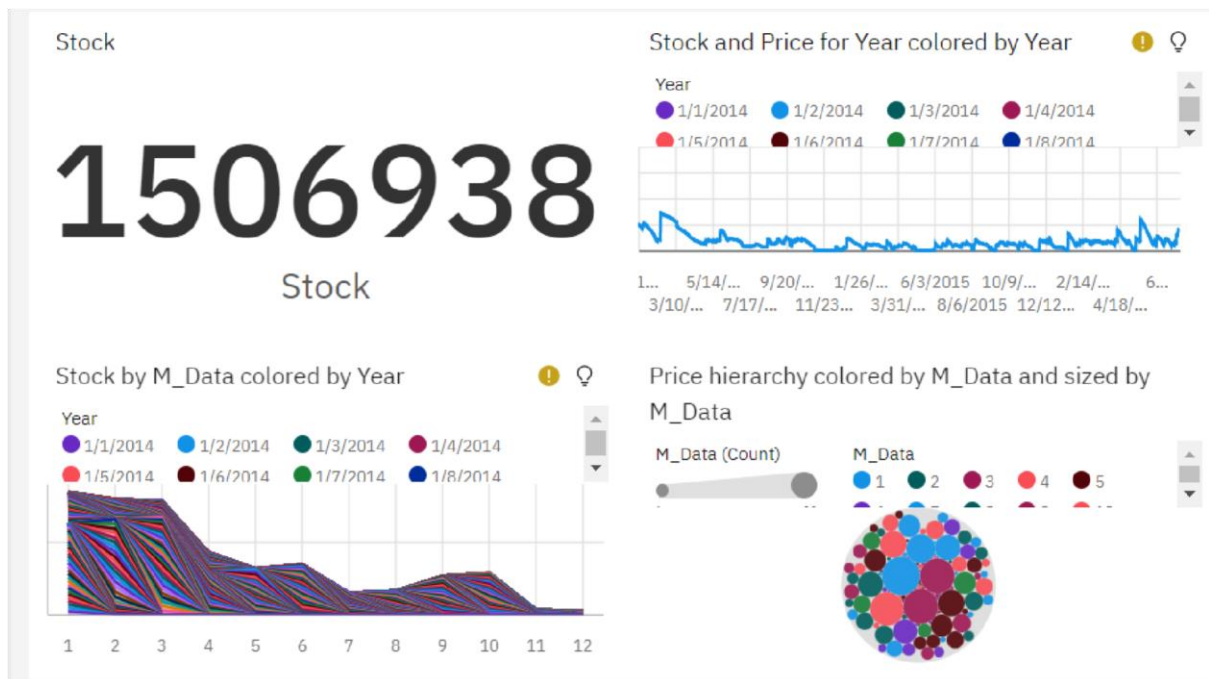 Stock
1506938
Stock
Stock and Price for Year colored by Year
Year
1/1/2014 1/2/2014 1/3/2014 1/4/2014
1/5/2014 1/6/2014 1/7/2014 1/8/2014
1... 5/14/... 9/20/... 1/26/... 6/3/2015 10/9/... 2/14/... 6...
3/10/... 7/17/... 11/23... 3/31/... 8/6/2015 12/12... 4/18/...
Stock by M_Data colored by Year
Year
1/1/2014 1/2/2014 1/3/2014 1/4/2014
1/5/2014 1/6/2014 1/7/2014 1/8/2014
1 2 3 4 5 6 7 8 9 10 11 12
Price hierarchy colored by M_Data and sized by
M_Data
M_Data (Count)
M_Data
1 2 3 4 5